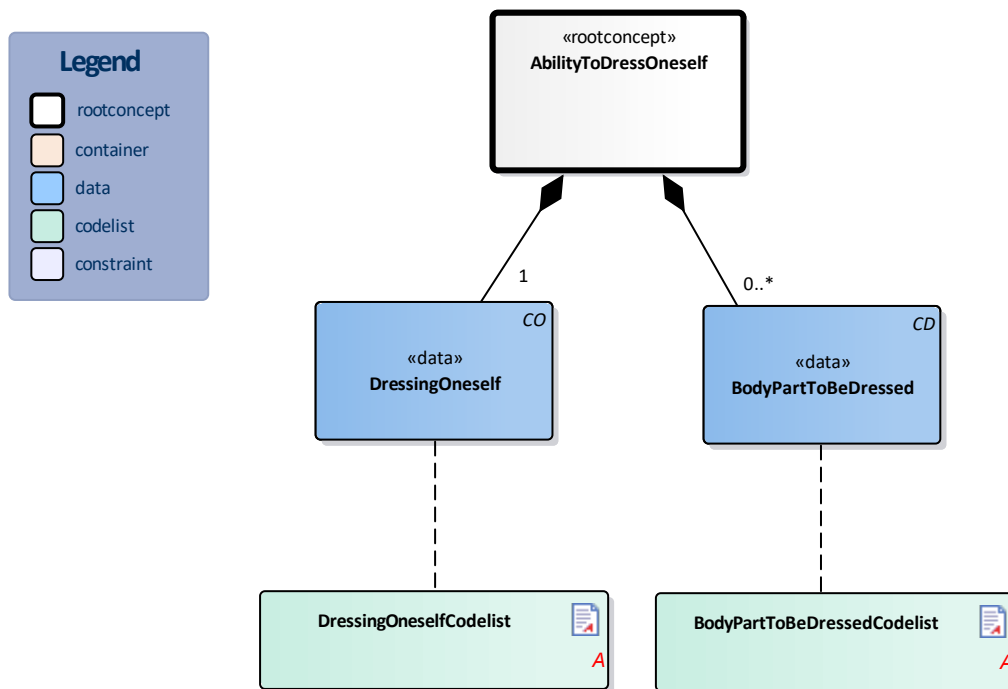 Legend
rootconcept
container
data
codelist
constraint
«rootconcept»
AbilityToDressOneself
1
0..*
CO
«data»
DressingOneself
CD
«data»
BodyPartToBeDressed
DressingOneselfCodelist
A
BodyPartToBeDressedCodelist
A